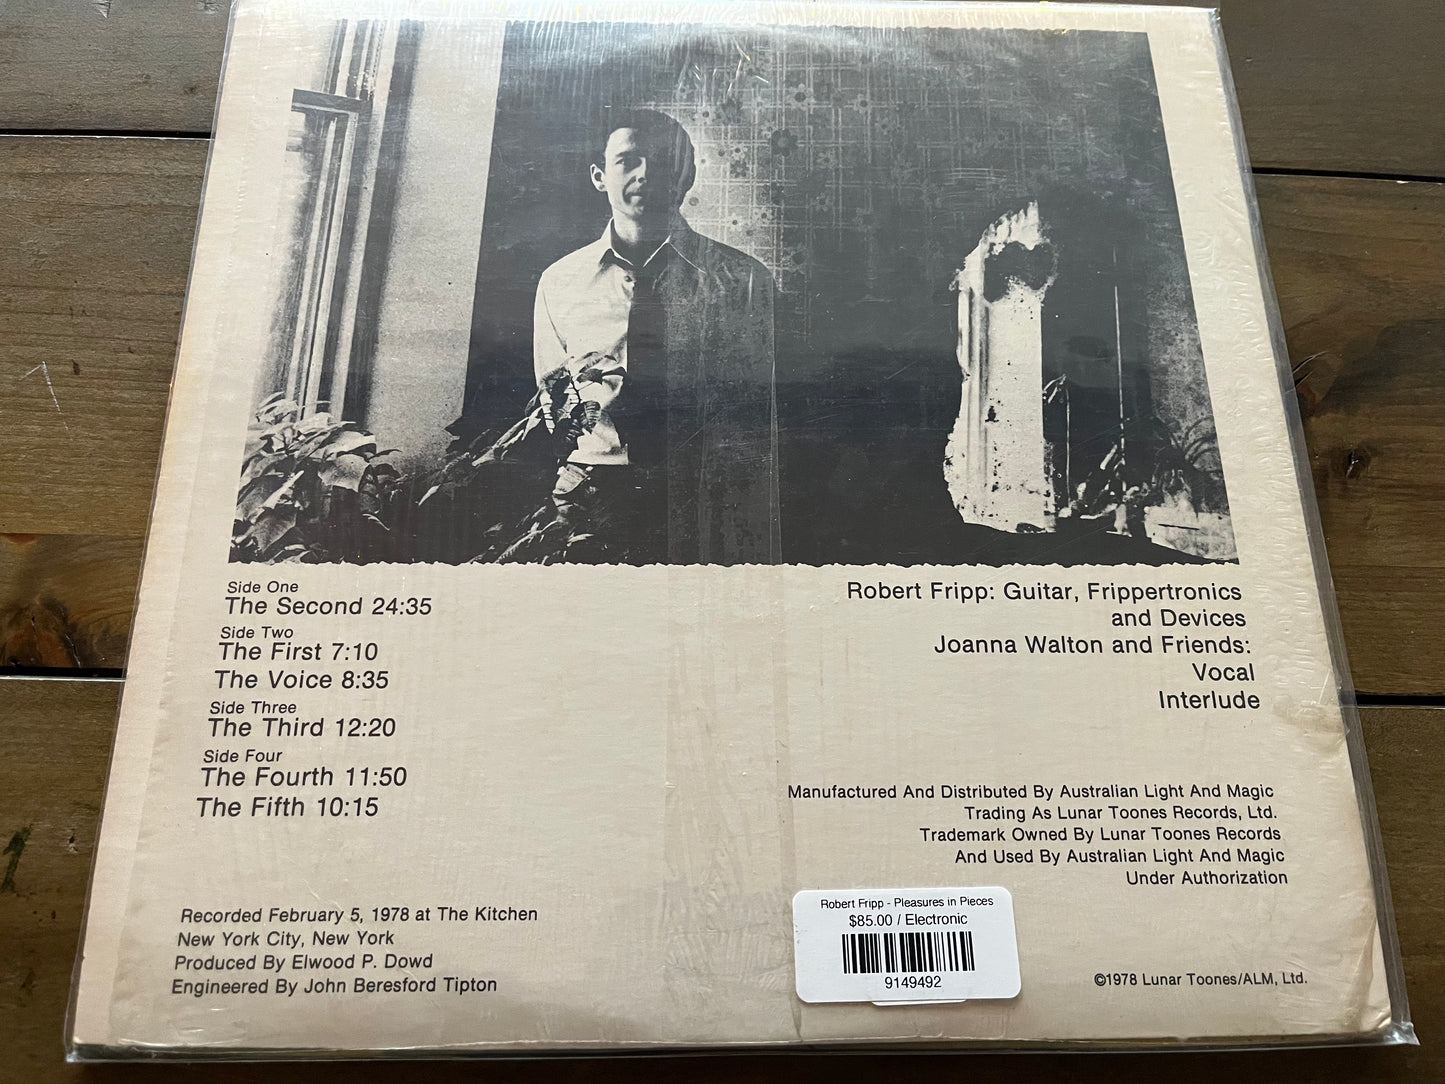 Side One
The Second 24:35
Side Two
The First 7:10
The Voice 8:35
Side Three
The Third 12:20
Side Four
The Fourth 11:50
The Fifth 10:15
Robert Fripp: Guitar, Frippertronics
and Devices
Joanna Walton and Friends:
Vocal
Interlude
Manufactured And Distributed By Australian Light And Magic
Trading As Lunar Toones Records, Ltd.
Trademark Owned By Lunar Toones Records
And Used By Australian Light And Magic
Under Authorization
Recorded February 5, 1978 at The Kitchen
New York City, New York
Produced By Elwood P. Dowd
Engineered By John Beresford Tipton
Robert Fripp - Pleasures in Pieces
$85.00 / Electronic
9149492
©1978 Lunar Toones/ALM, Ltd.